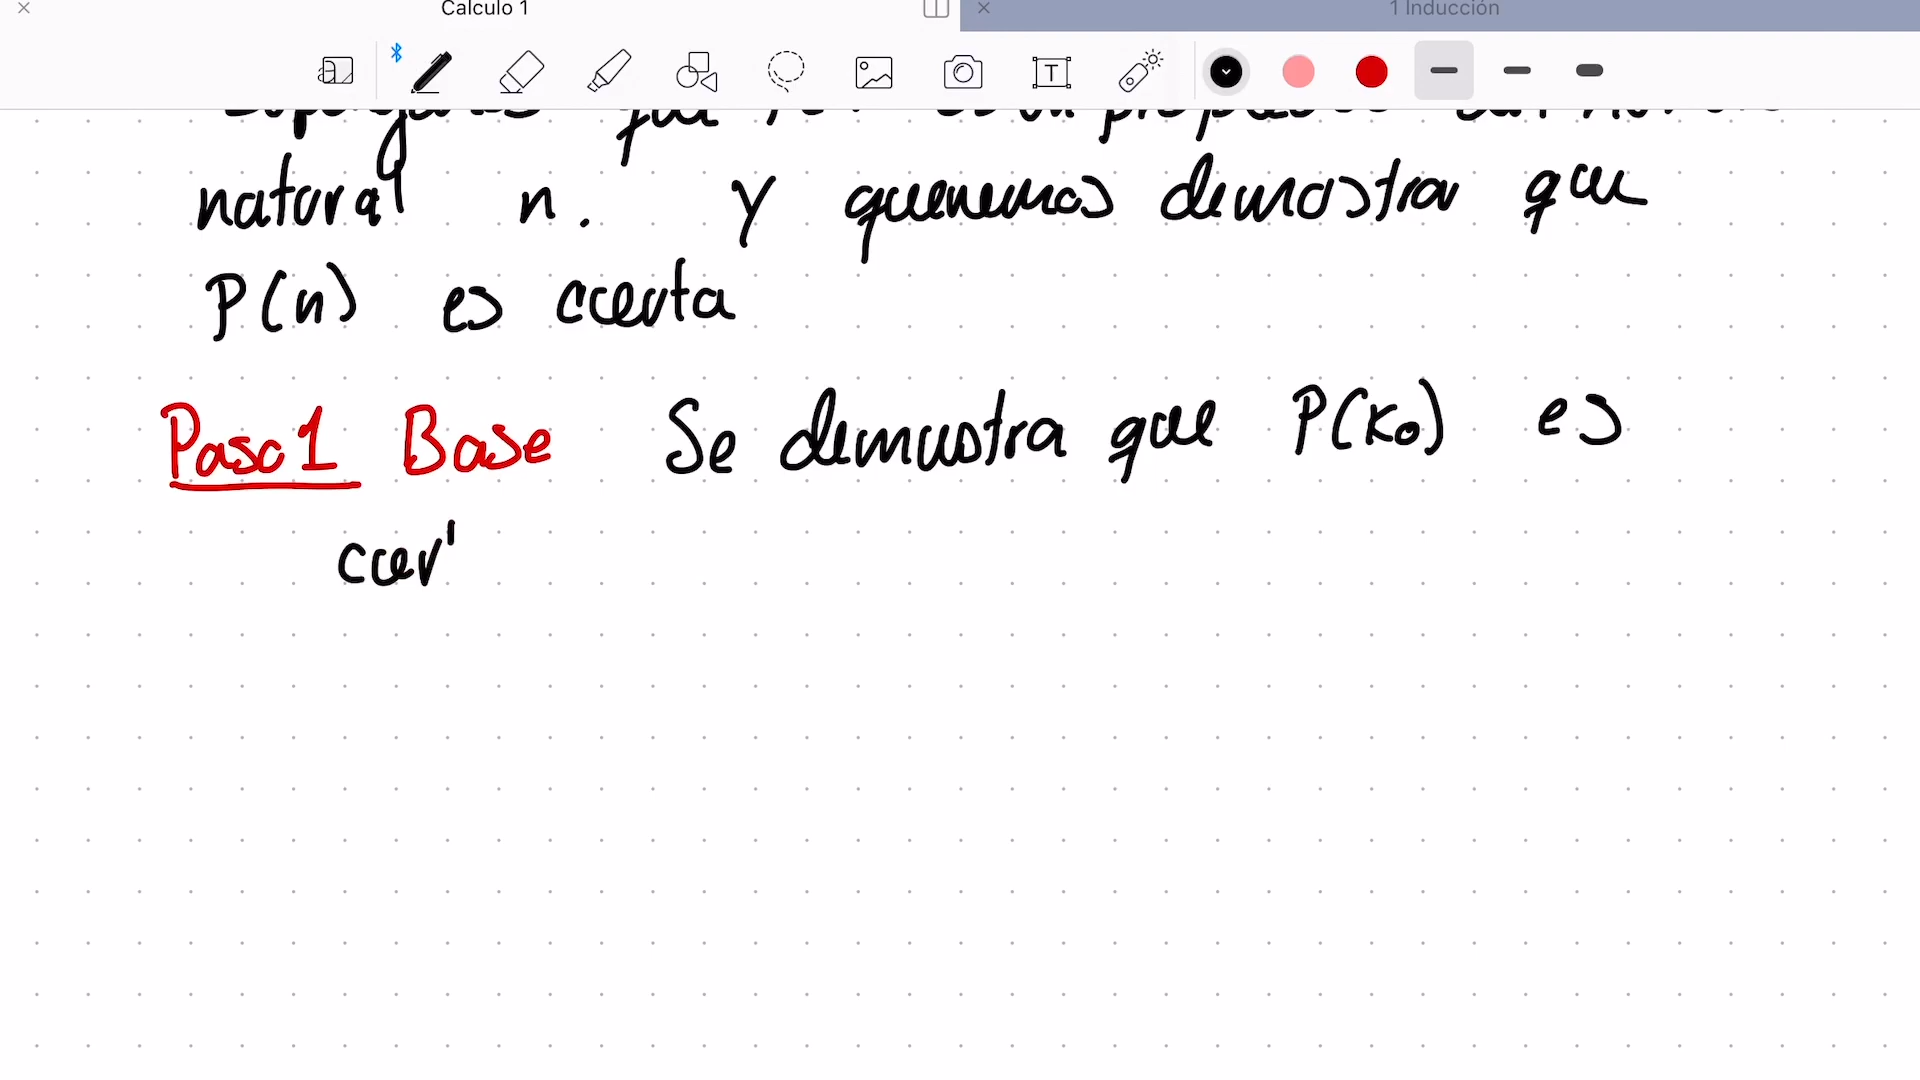 Calculo 1
1 Inducción
natural n. y queremos demostrar que
P(n) es cierta
Paso 1 Base Se demuestra que P(K₀) es
cier